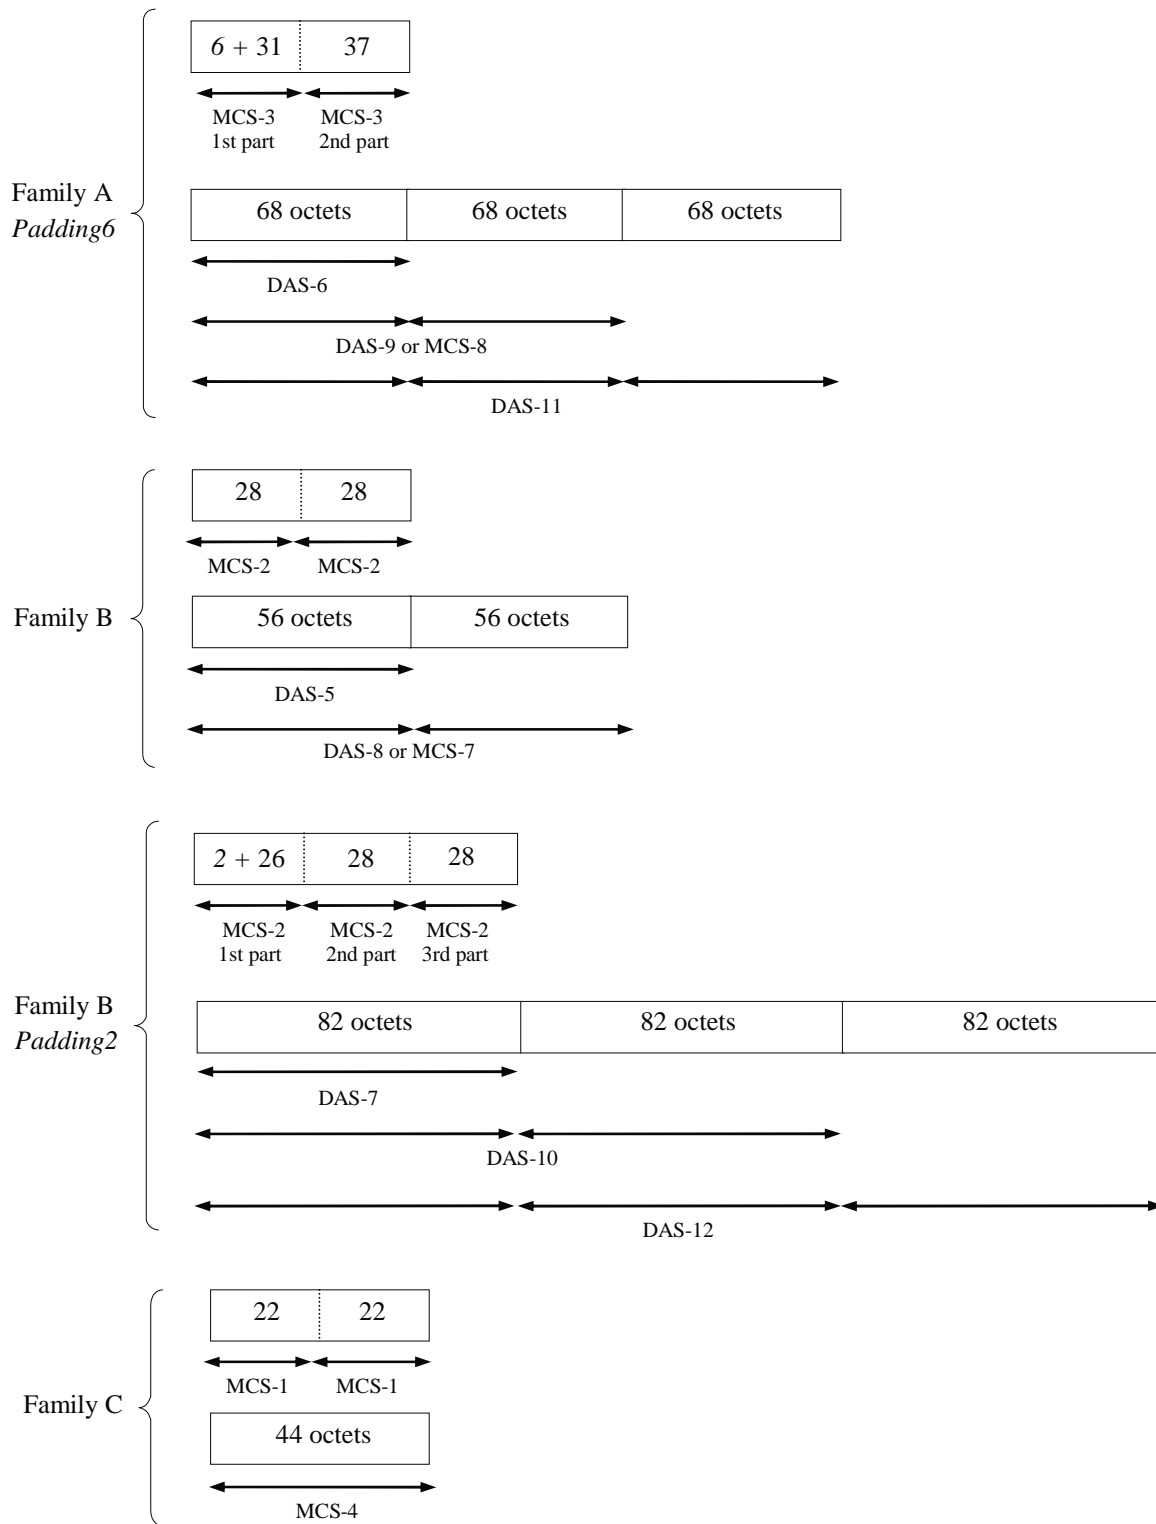 6 + 31 37
MCS-3 MCS-3
1st part 2nd part
Family A
Padding6
68 octets 68 octets 68 octets
DAS-6
DAS-9 or MCS-8
DAS-11
28 28
MCS-2 MCS-2
Family B
56 octets 56 octets
DAS-5
DAS-8 or MCS-7
2 + 26 28 28
MCS-2 MCS-2 MCS-2
1st part 2nd part 3rd part
Family B
Padding2
82 octets 82 octets 82 octets
DAS-7
DAS-10
DAS-12
22 22
MCS-1 MCS-1
Family C
44 octets
MCS-4